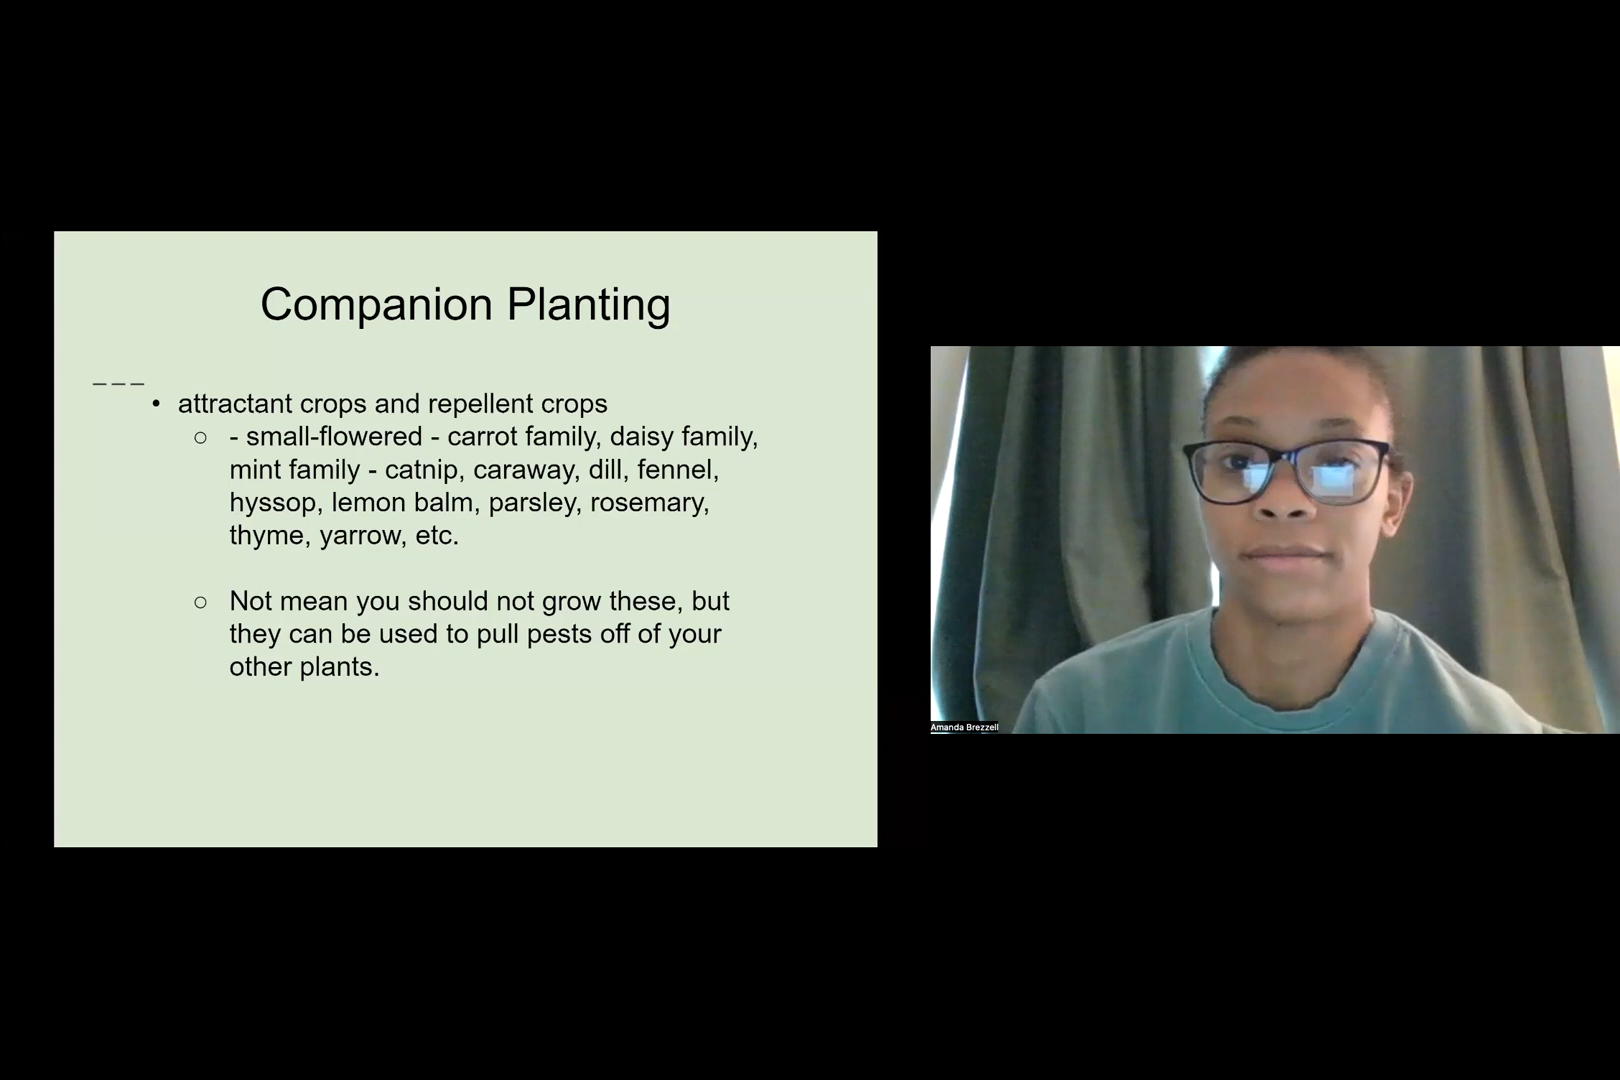 Companion Planting
• attractant crops and repellent crops
○ - small-flowered - carrot family, daisy family,
mint family - catnip, caraway, dill, fennel,
hyssop, lemon balm, parsley, rosemary,
thyme, yarrow, etc.
○ Not mean you should not grow these, but
they can be used to pull pests off of your
other plants.
Amanda Brezzell